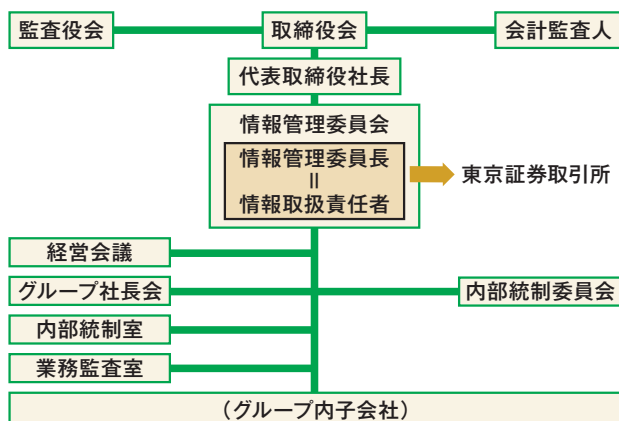 監査役会
取締役会
会計監査人
代表取締役社長
情報管理委員会
情報管理委員長
＝
情報取扱責任者
東京証券取引所
経営会議
グループ社長会
内部統制委員会
内部統制室
業務監査室
（グループ内子会社）